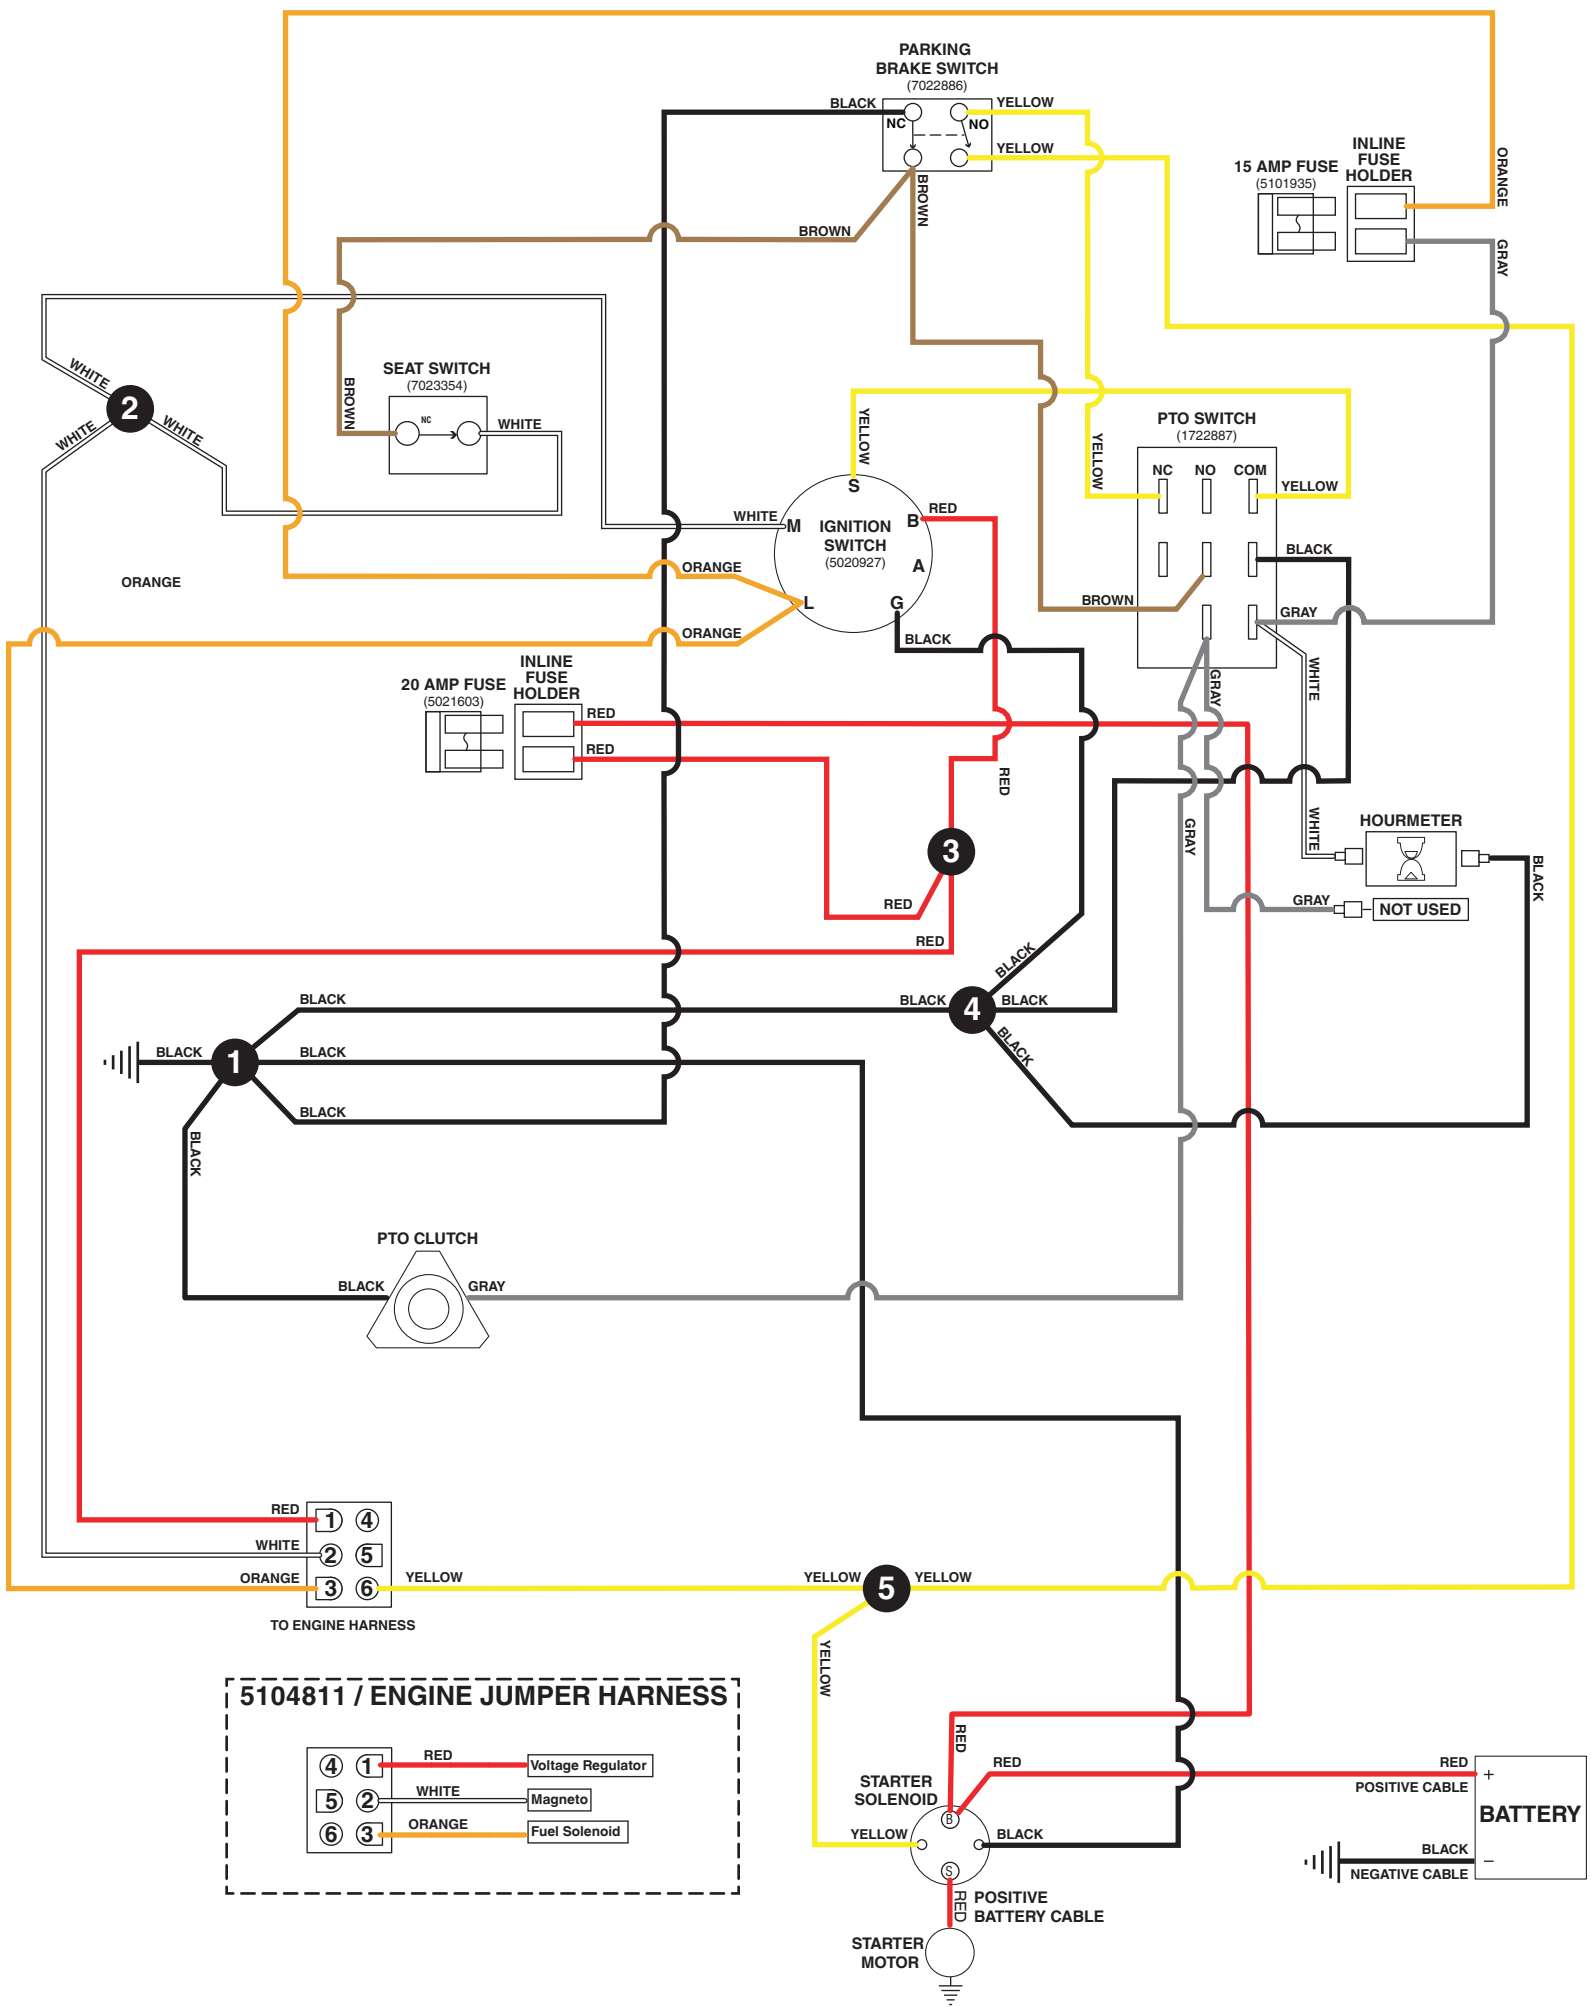 PARKING
BRAKE SWITCH
(7022886)
BLACK
YELLOW
NC
NO
YELLOW
BROWN
BROWN
15 AMP FUSE
(5101935)
INLINE
FUSE
HOLDER
ORANGE
GRAY
WHITE
2
WHITE
WHITE
SEAT SWITCH
(7023354)
NC
BROWN
WHITE
YELLOW
S
WHITE
M
B
RED
IGNITION
SWITCH
(5020927)
A
L
G
ORANGE
ORANGE
ORANGE
BLACK
YELLOW
PTO SWITCH
(1722887)
NC NO COM
YELLOW
BLACK
BROWN
GRAY
WHITE
GRAY
20 AMP FUSE
(5021603)
INLINE
FUSE
HOLDER
RED
RED
RED
3
RED
RED
GRAY
WHITE
HOURMETER
BLACK
GRAY
NOT USED
BLACK
BLACK
BLACK
4
BLACK
BLACK
BLACK
1
BLACK
BLACK
BLACK
PTO CLUTCH
BLACK
GRAY
RED
1 4
WHITE
2 5
ORANGE
3 6
YELLOW
TO ENGINE HARNESS
YELLOW
5
YELLOW
YELLOW
5104811 / ENGINE JUMPER HARNESS
4 1
RED
Voltage Regulator
5 2
WHITE
Magneto
6 3
ORANGE
Fuel Solenoid
RED
RED
STARTER
SOLENOID
B
YELLOW
BLACK
S
RED
POSITIVE
BATTERY CABLE
STARTER
MOTOR
RED
+
POSITIVE CABLE
BATTERY
BLACK
–
NEGATIVE CABLE